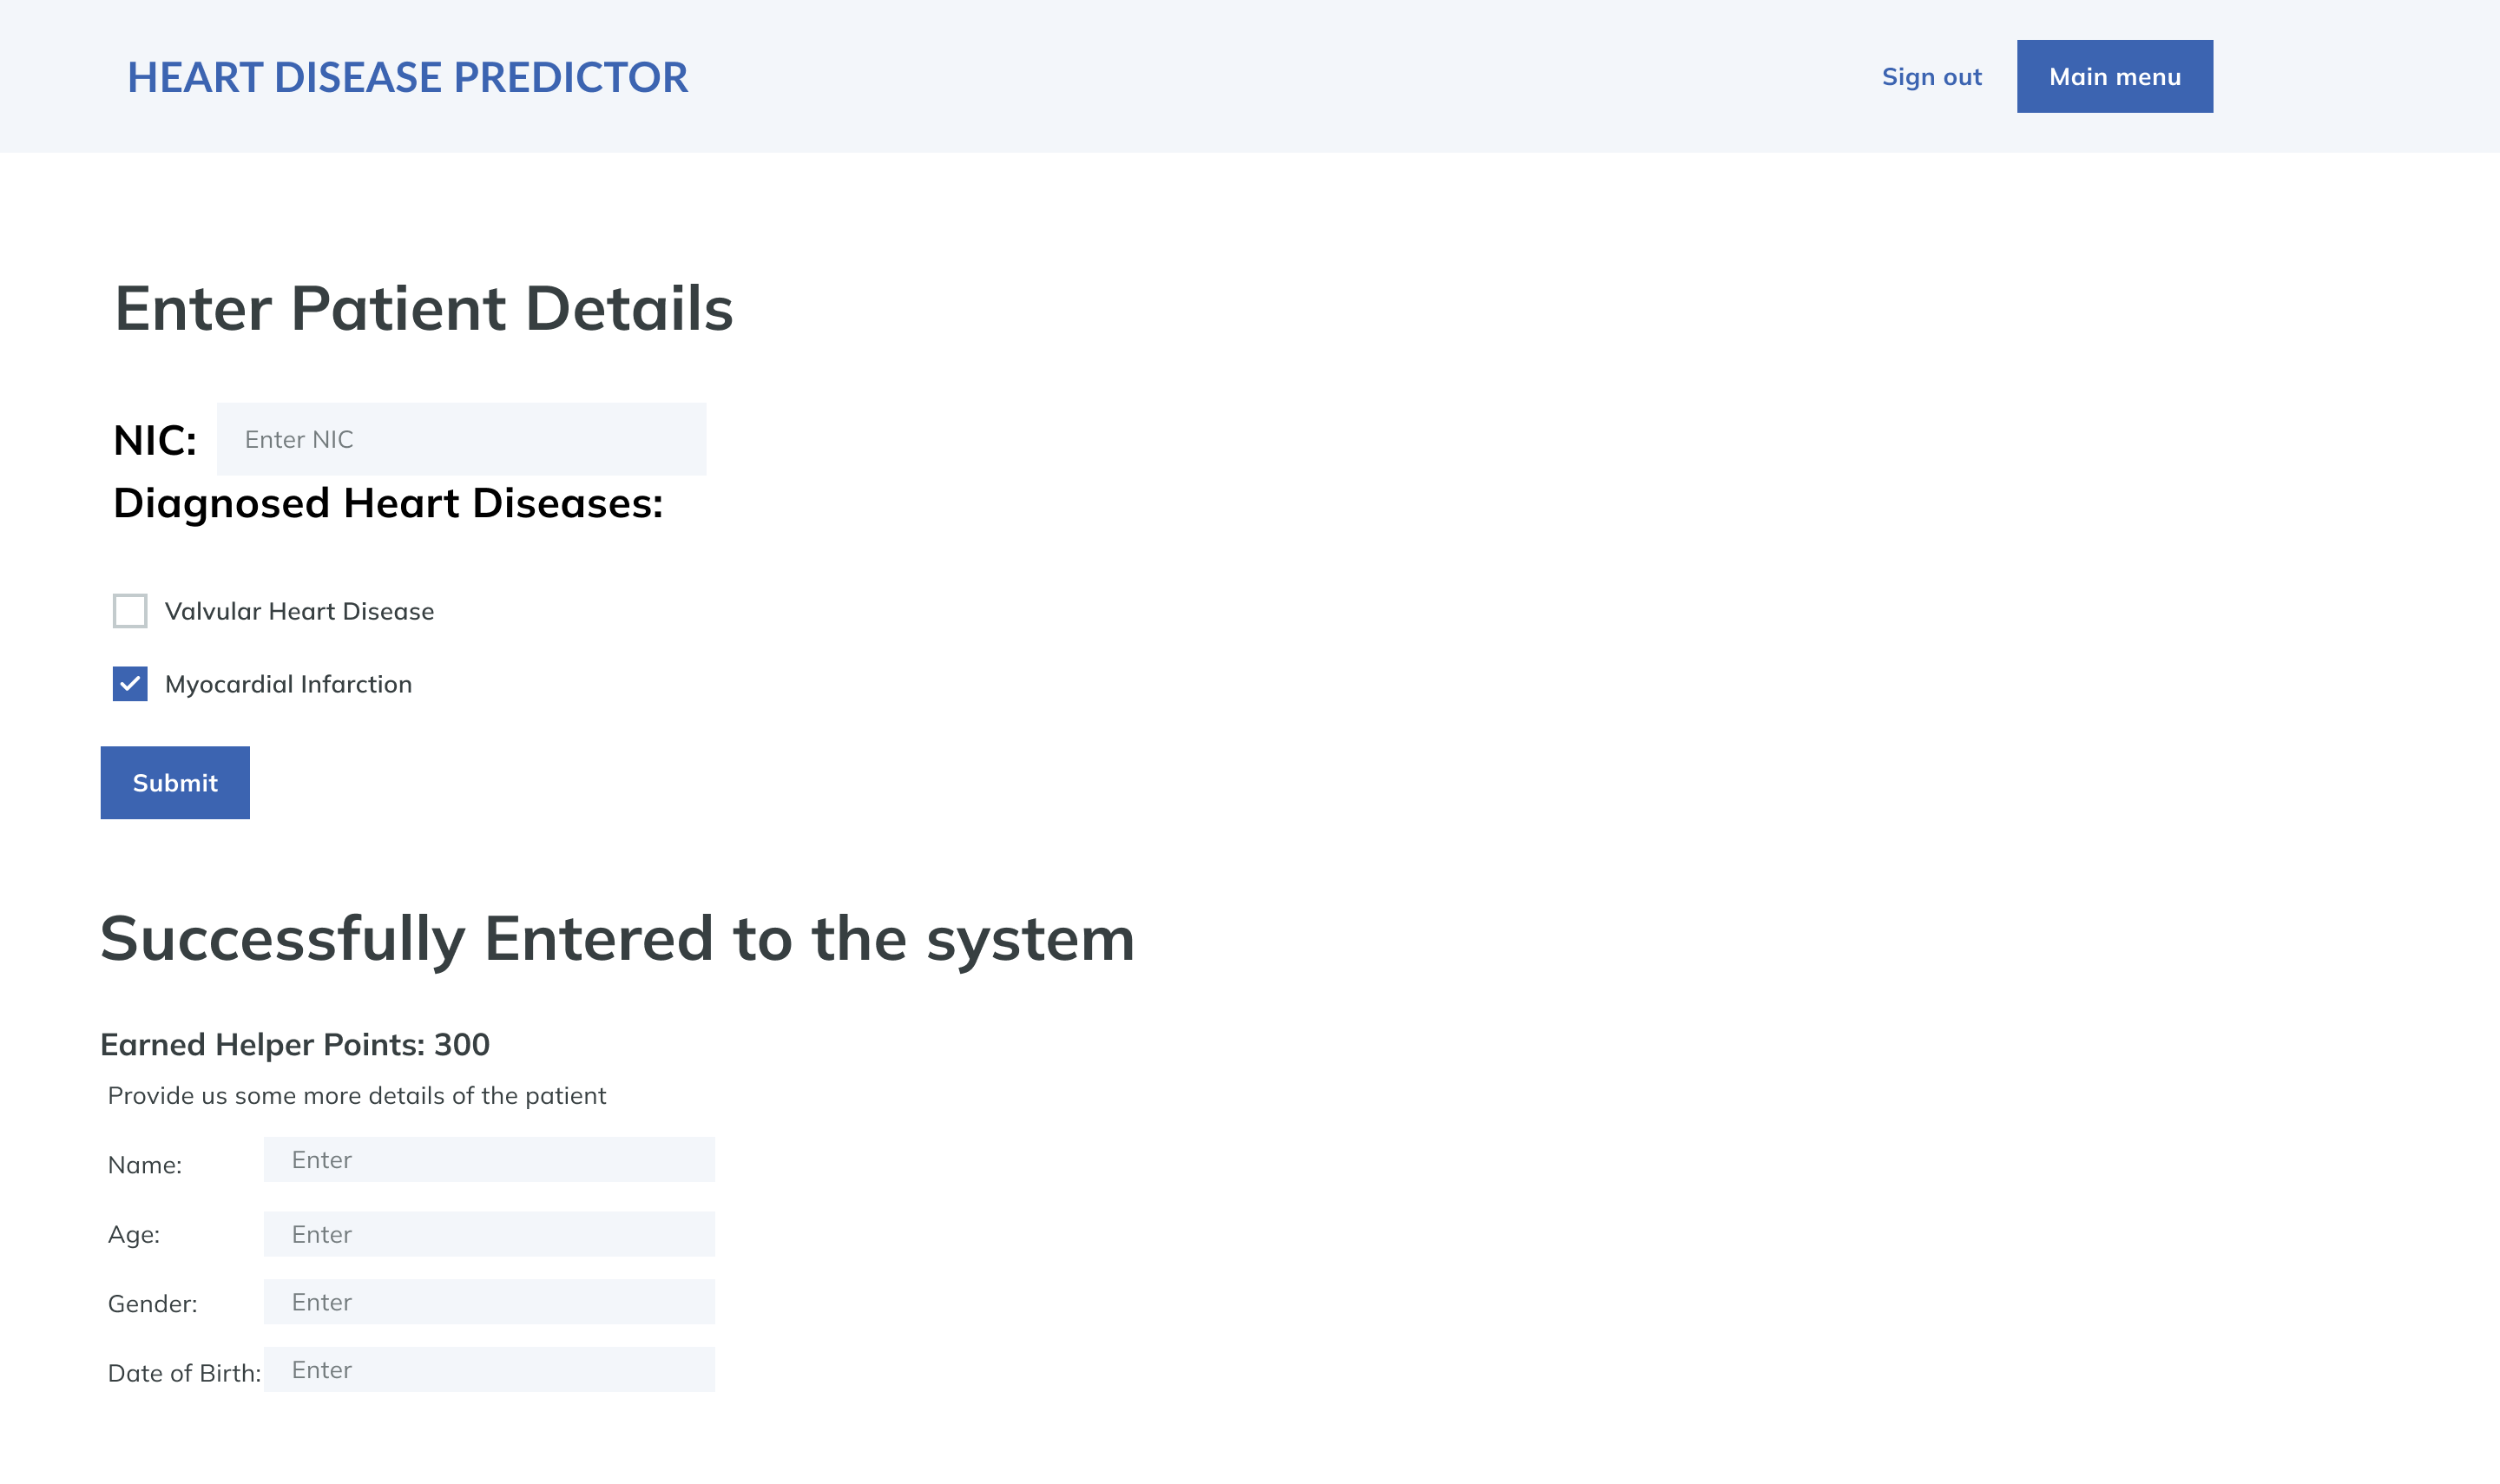 HEART DISEASE PREDICTOR
Sign out
Main menu
Enter Patient Details
NIC:
Enter NIC
Diagnosed Heart Diseases:
Valvular Heart Disease
Myocardial Infarction
Submit
Successfully Entered to the system
Earned Helper Points: 300
Provide us some more details of the patient
Name:
Enter
Age:
Enter
Gender:
Enter
Date of Birth:
Enter